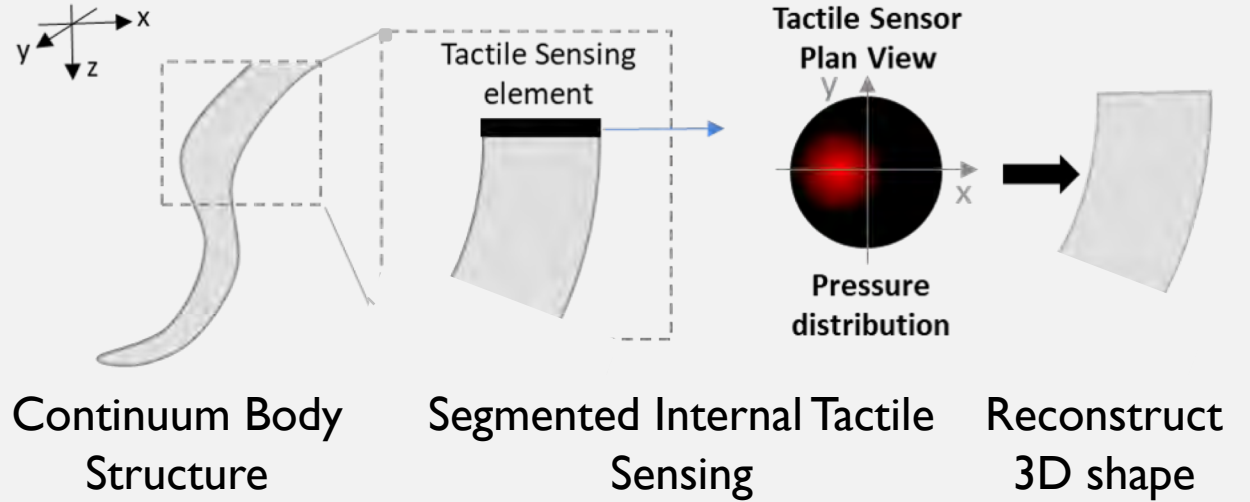 x
y
z
Tactile Sensing
element
Tactile Sensor
Plan View
y
x
Pressure
distribution
Continuum Body
Structure
Segmented Internal Tactile
Sensing
Reconstruct
3D shape